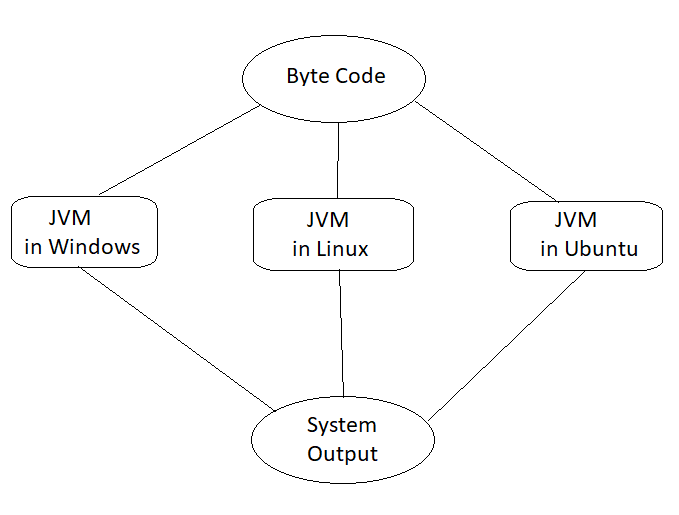 Byte Code
JVM
in Windows
JVM
in Linux
JVM
in Ubuntu
System
Output